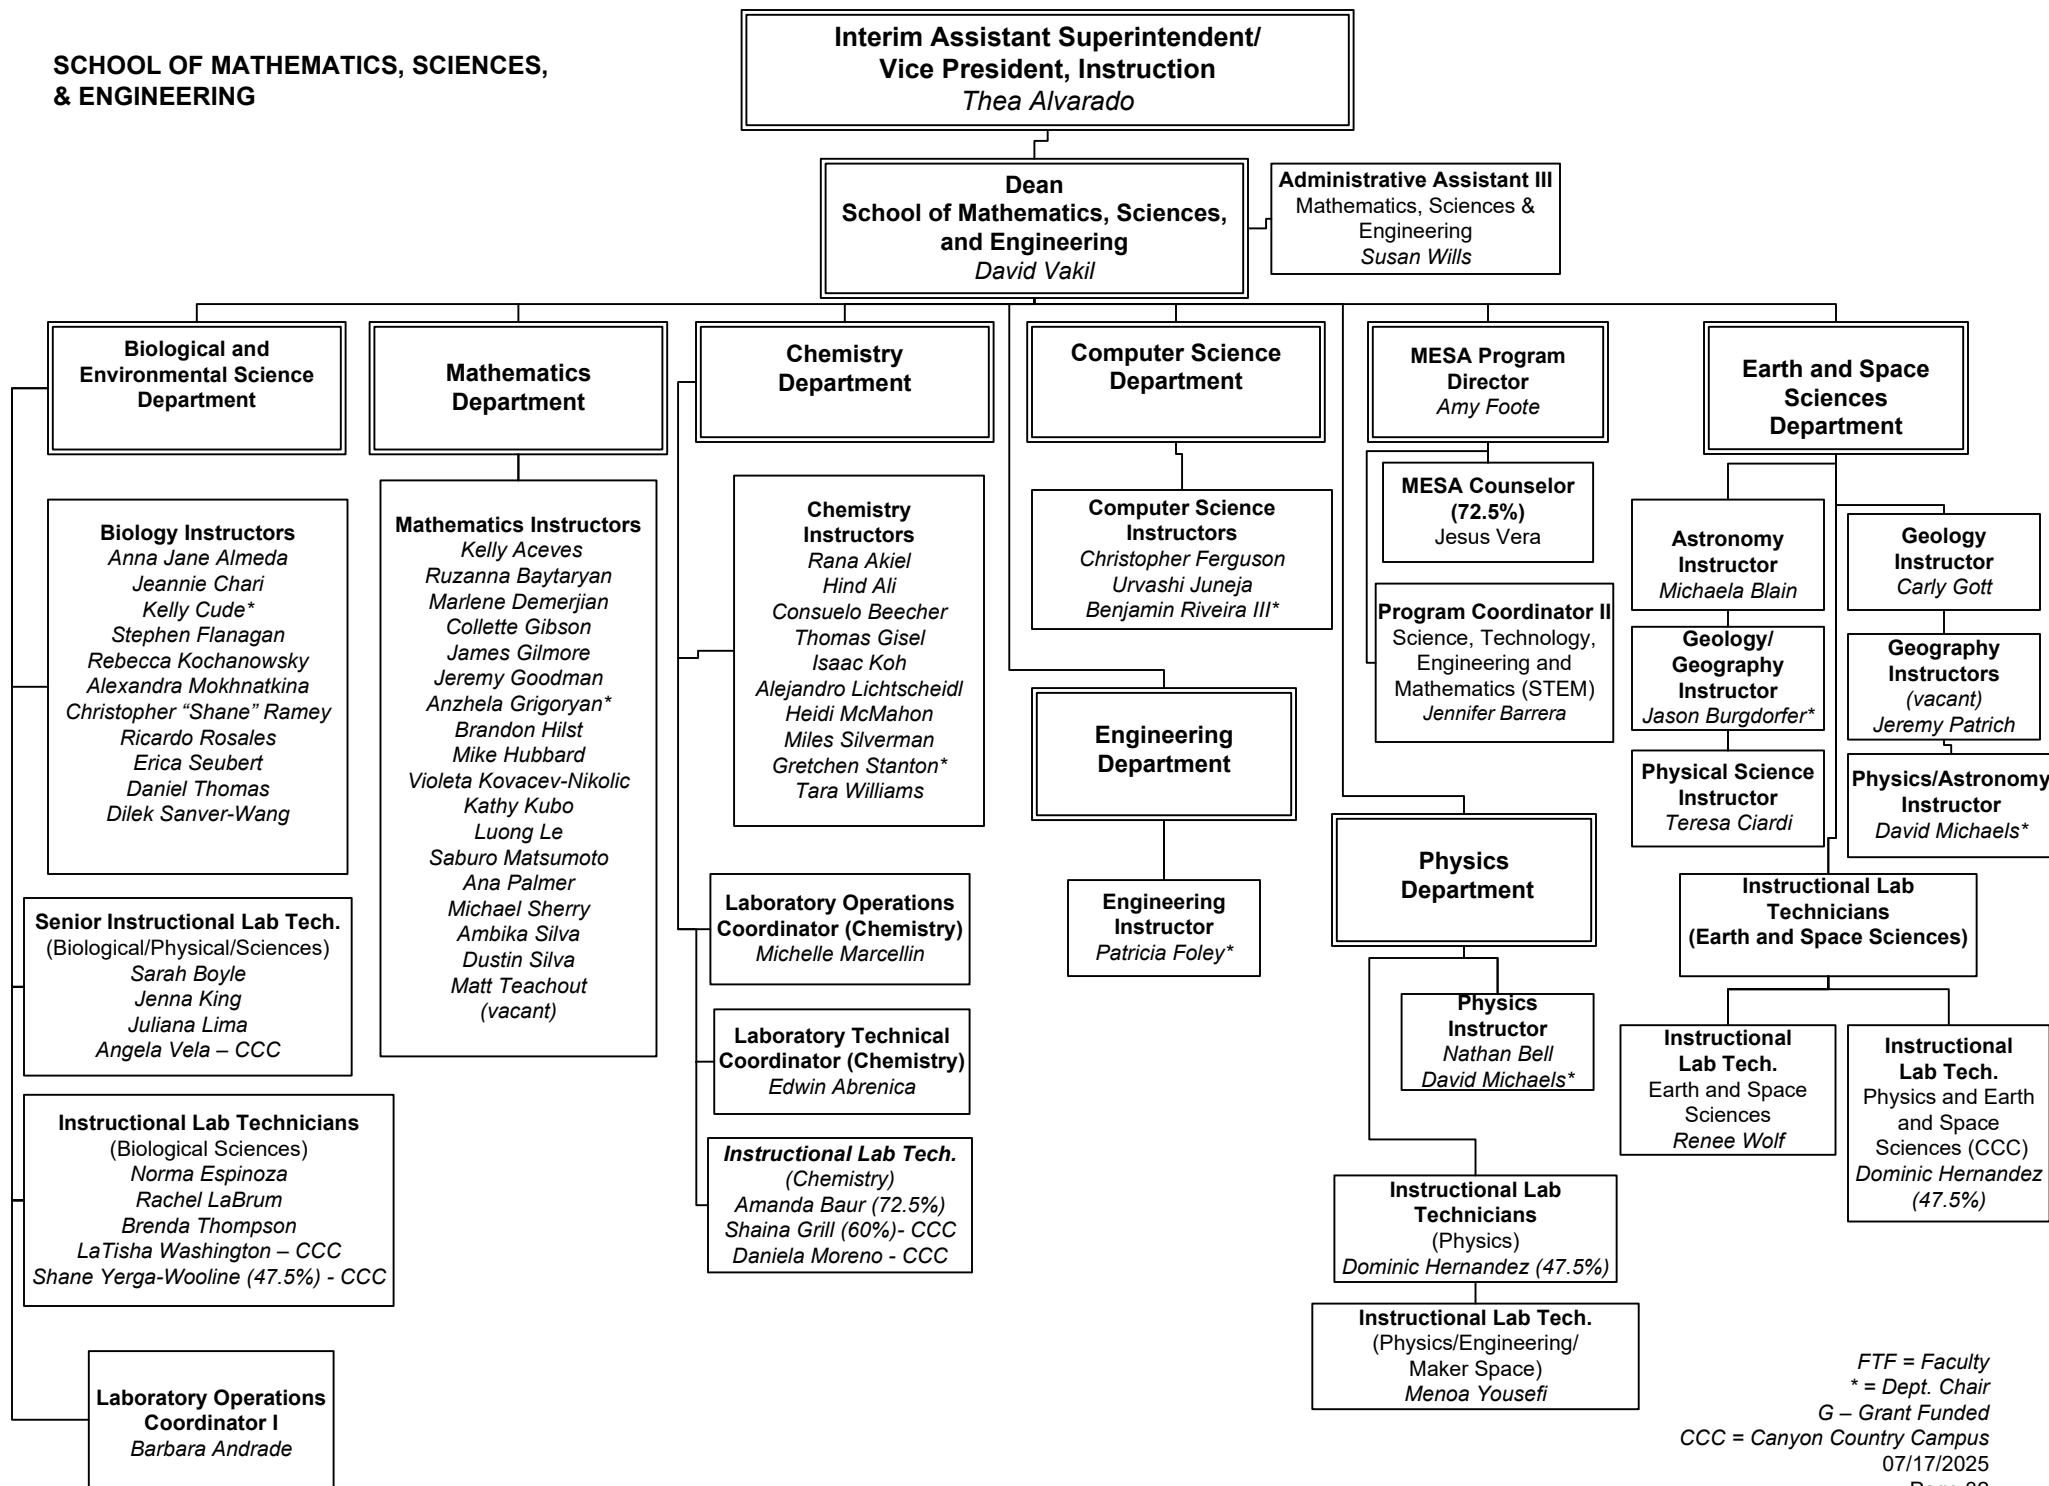 SCHOOL OF MATHEMATICS, SCIENCES,
& ENGINEERING
Interim Assistant Superintendent/
Vice President, Instruction
Thea Alvarado
Dean
School of Mathematics, Sciences,
and Engineering
David Vakil
Administrative Assistant III
Mathematics, Sciences &
Engineering
Susan Wills
Biological and
Environmental Science
Department
Biology Instructors
Anna Jane Almeda
Jeannie Chari
Kelly Cude*
Stephen Flanagan
Rebecca Kochanowsky
Alexandra Mokhnatkina
Christopher “Shane” Ramey
Ricardo Rosales
Erica Seubert
Daniel Thomas
Dilek Sanver-Wang
Senior Instructional Lab Tech.
(Biological/Physical/Sciences)
Sarah Boyle
Jenna King
Juliana Lima
Angela Vela – CCC
Instructional Lab Technicians
(Biological Sciences)
Norma Espinoza
Rachel LaBrum
Brenda Thompson
LaTisha Washington – CCC
Shane Yerga-Wooline (47.5%) - CCC
Laboratory Operations
Coordinator I
Barbara Andrade
Mathematics
Department
Mathematics Instructors
Kelly Aceves
Ruzanna Baytaryan
Marlene Demerjian
Collette Gibson
James Gilmore
Jeremy Goodman
Anzhela Grigoryan*
Brandon Hilst
Mike Hubbard
Violeta Kovacev-Nikolic
Kathy Kubo
Luong Le
Saburo Matsumoto
Ana Palmer
Michael Sherry
Ambika Silva
Dustin Silva
Matt Teachout
(vacant)
Chemistry
Department
Chemistry
Instructors
Rana Akiel
Hind Ali
Consuelo Beecher
Thomas Gisel
Isaac Koh
Alejandro Lichtscheidl
Heidi McMahon
Miles Silverman
Gretchen Stanton*
Tara Williams
Laboratory Operations
Coordinator (Chemistry)
Michelle Marcellin
Laboratory Technical
Coordinator (Chemistry)
Edwin Abrenica
Instructional Lab Tech.
(Chemistry)
Amanda Baur (72.5%)
Shaina Grill (60%)- CCC
Daniela Moreno - CCC
Computer Science
Department
Computer Science
Instructors
Christopher Ferguson
Urvashi Juneja
Benjamin Riveira III*
Engineering
Department
Engineering
Instructor
Patricia Foley*
MESA Program
Director
Amy Foote
MESA Counselor
(72.5%)
Jesus Vera
Program Coordinator II
Science, Technology,
Engineering and
Mathematics (STEM)
Jennifer Barrera
Physics
Department
Physics
Instructor
Nathan Bell
David Michaels*
Instructional Lab
Technicians
(Physics)
Dominic Hernandez (47.5%)
Instructional Lab Tech.
(Physics/Engineering/
Maker Space)
Menoa Yousefi
Earth and Space
Sciences
Department
Astronomy
Instructor
Michaela Blain
Geology/
Geography
Instructor
Jason Burgdorfer*
Physical Science
Instructor
Teresa Ciardi
Geology
Instructor
Carly Gott
Geography
Instructors
(vacant)
Jeremy Patrich
Physics/Astronomy
Instructor
David Michaels*
Instructional Lab
Technicians
(Earth and Space Sciences)
Instructional
Lab Tech.
Earth and Space
Sciences
Renee Wolf
Instructional
Lab Tech.
Physics and Earth
and Space
Sciences (CCC)
Dominic Hernandez
(47.5%)
FTF = Faculty
* = Dept. Chair
G – Grant Funded
CCC = Canyon Country Campus
07/17/2025